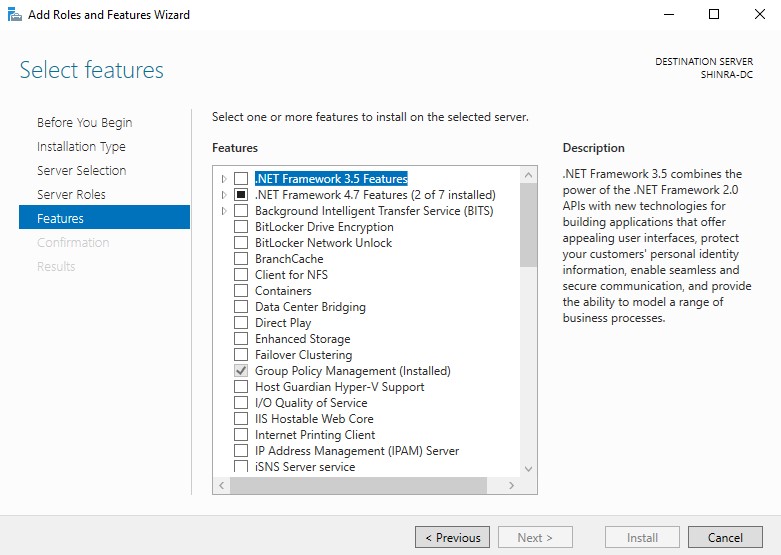 Add Roles and Features Wizard
Select features
DESTINATION SERVER
SHINRA-DC
Before You Begin
Installation Type
Server Selection
Server Roles
Features
Confirmation
Results
Select one or more features to install on the selected server.
Features
.NET Framework 3.5 Features
.NET Framework 4.7 Features (2 of 7 installed)
Background Intelligent Transfer Service (BITS)
BitLocker Drive Encryption
BitLocker Network Unlock
BranchCache
Client for NFS
Containers
Data Center Bridging
Direct Play
Enhanced Storage
Failover Clustering
Group Policy Management (Installed)
Host Guardian Hyper-V Support
I/O Quality of Service
IIS Hostable Web Core
Internet Printing Client
IP Address Management (IPAM) Server
iSNS Server service
Description
.NET Framework 3.5 combines the
power of the .NET Framework 2.0
APIs with new technologies for
building applications that offer
appealing user interfaces, protect
your customers' personal identity
information, enable seamless and
secure communication, and provide
the ability to model a range of
business processes.
< Previous
Next >
Install
Cancel